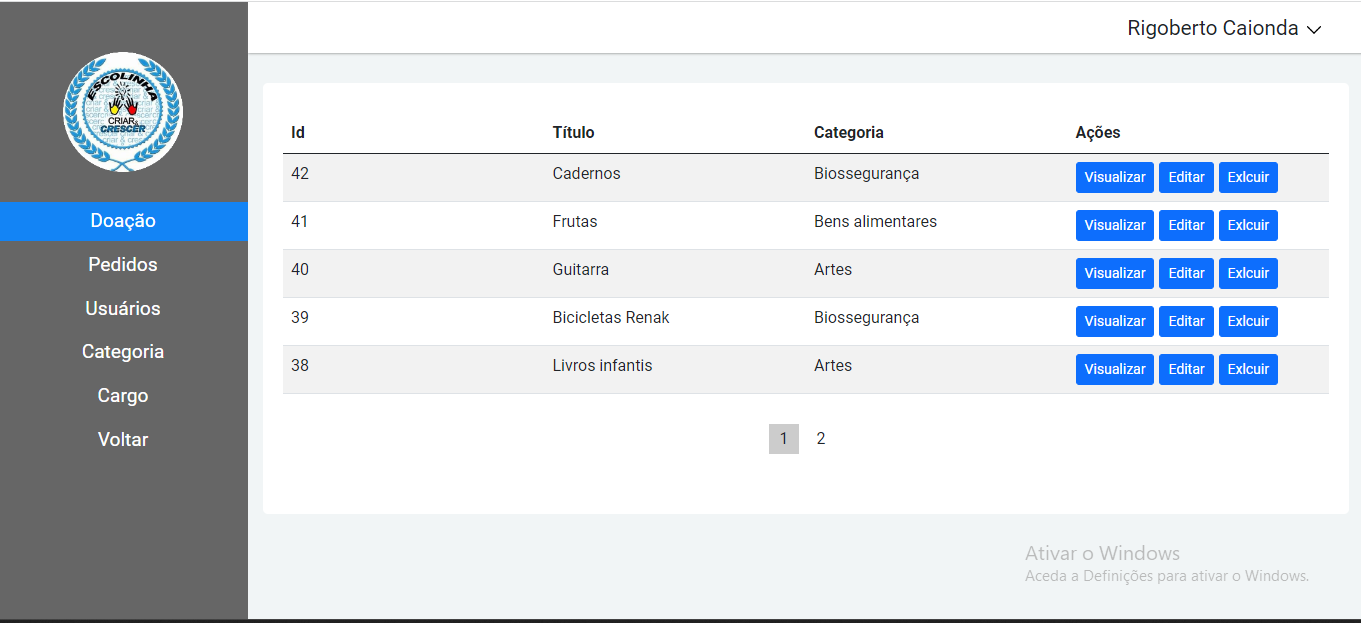 Rigoberto Caionda
ESCOLINHA
CRIAR &
CRESCER
Doação
Pedidos
Usuários
Categoria
Cargo
Voltar
Id Título Categoria Ações
42 Cadernos Biossegurança Visualizar Editar Exlcuir
41 Frutas Bens alimentares Visualizar Editar Exlcuir
40 Guitarra Artes Visualizar Editar Exlcuir
39 Bicicletas Renak Biossegurança Visualizar Editar Exlcuir
38 Livros infantis Artes Visualizar Editar Exlcuir
1 2
Ativar o Windows
Aceda a Definições para ativar o Windows.